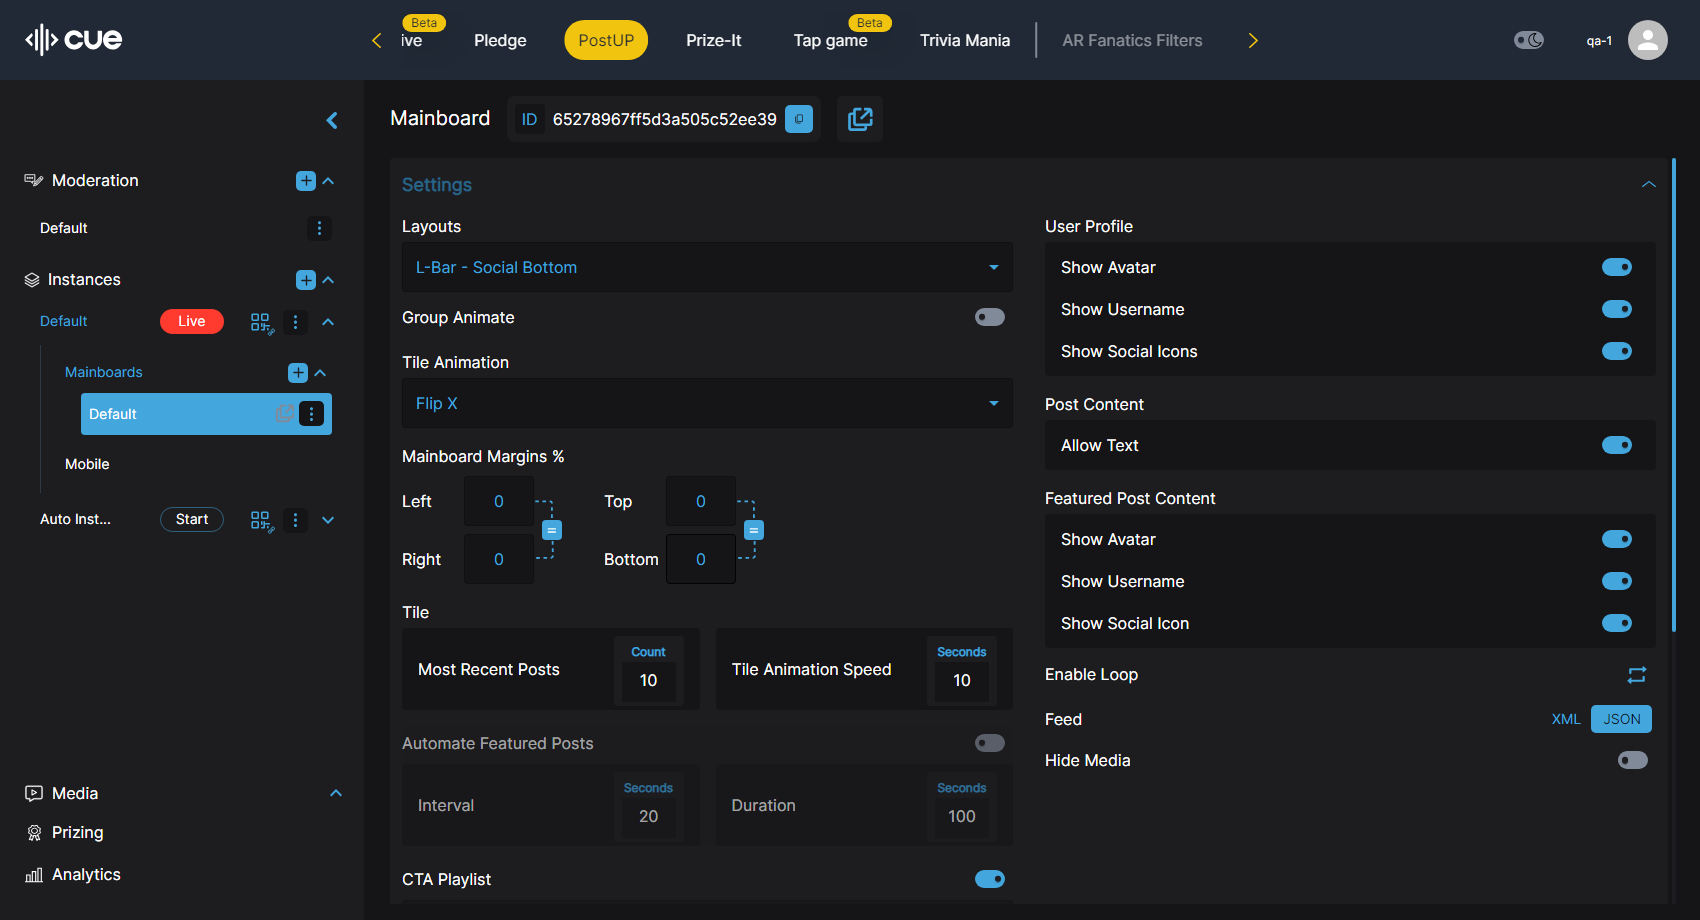 cue
Beta
ive
Pledge
PostUP
Prize-It
Beta
Tap game
Trivia Mania
AR Fanatics Filters
qa-1
Mainboard
ID
65278967ff5d3a505c52ee39
Moderation
Default
Instances
Default
Live
Mainboards
Default
Mobile
Auto Inst...
Start
Media
Prizing
Analytics
Settings
Layouts
L-Bar - Social Bottom
Group Animate
Tile Animation
Flip X
Mainboard Margins %
Left
0
Top
0
=
=
Right
0
Bottom
0
Tile
Most Recent Posts
Count
10
Tile Animation Speed
Seconds
10
Automate Featured Posts
Interval
Seconds
20
Duration
Seconds
100
CTA Playlist
User Profile
Show Avatar
Show Username
Show Social Icons
Post Content
Allow Text
Featured Post Content
Show Avatar
Show Username
Show Social Icon
Enable Loop
Feed
XML
JSON
Hide Media